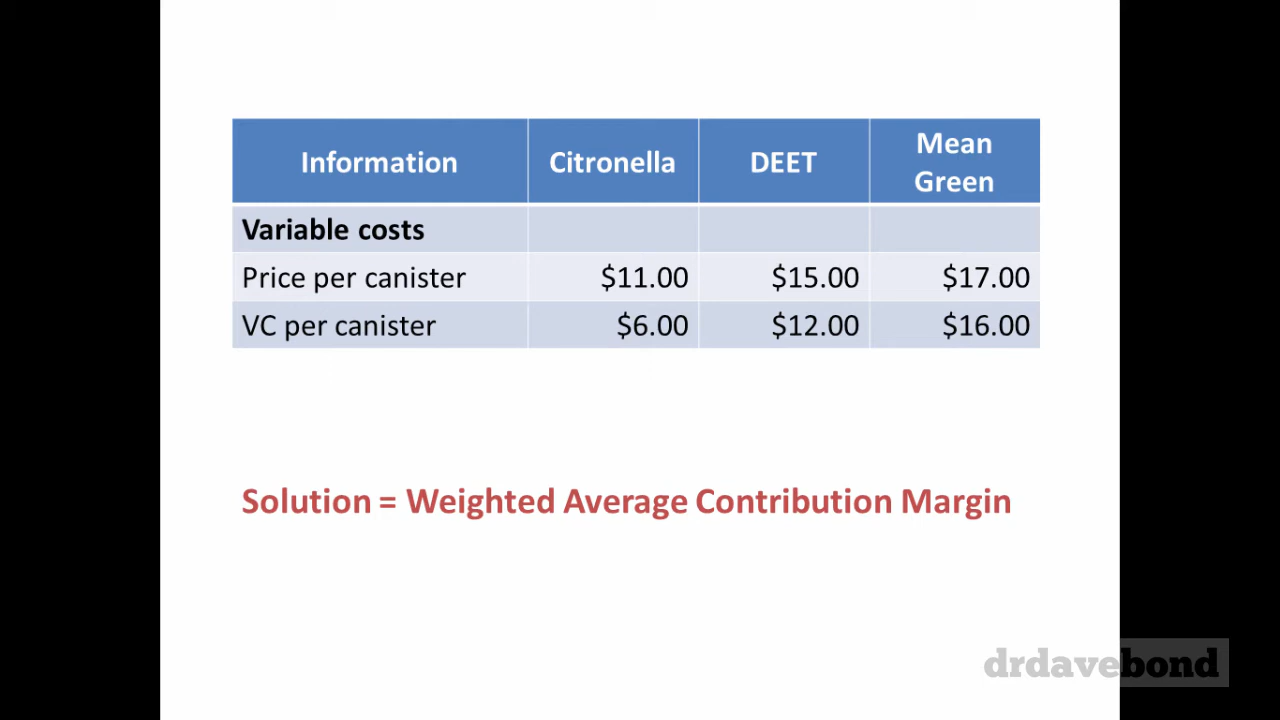 Information Citronella DEET Mean Green
Variable costs
Price per canister $11.00 $15.00 $17.00
VC per canister $6.00 $12.00 $16.00
Solution = Weighted Average Contribution Margin
drdavebond